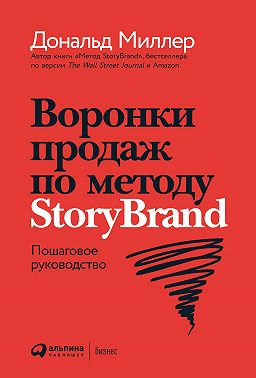 Дональд Миллер
Автор книги «Метод StoryBrand», бестселлера
по версии The Wall Street Journal и Amazon
Воронки
продаж
по методу
StoryBrand
Пошаговое
руководство
альпина
паблишер
бизнес